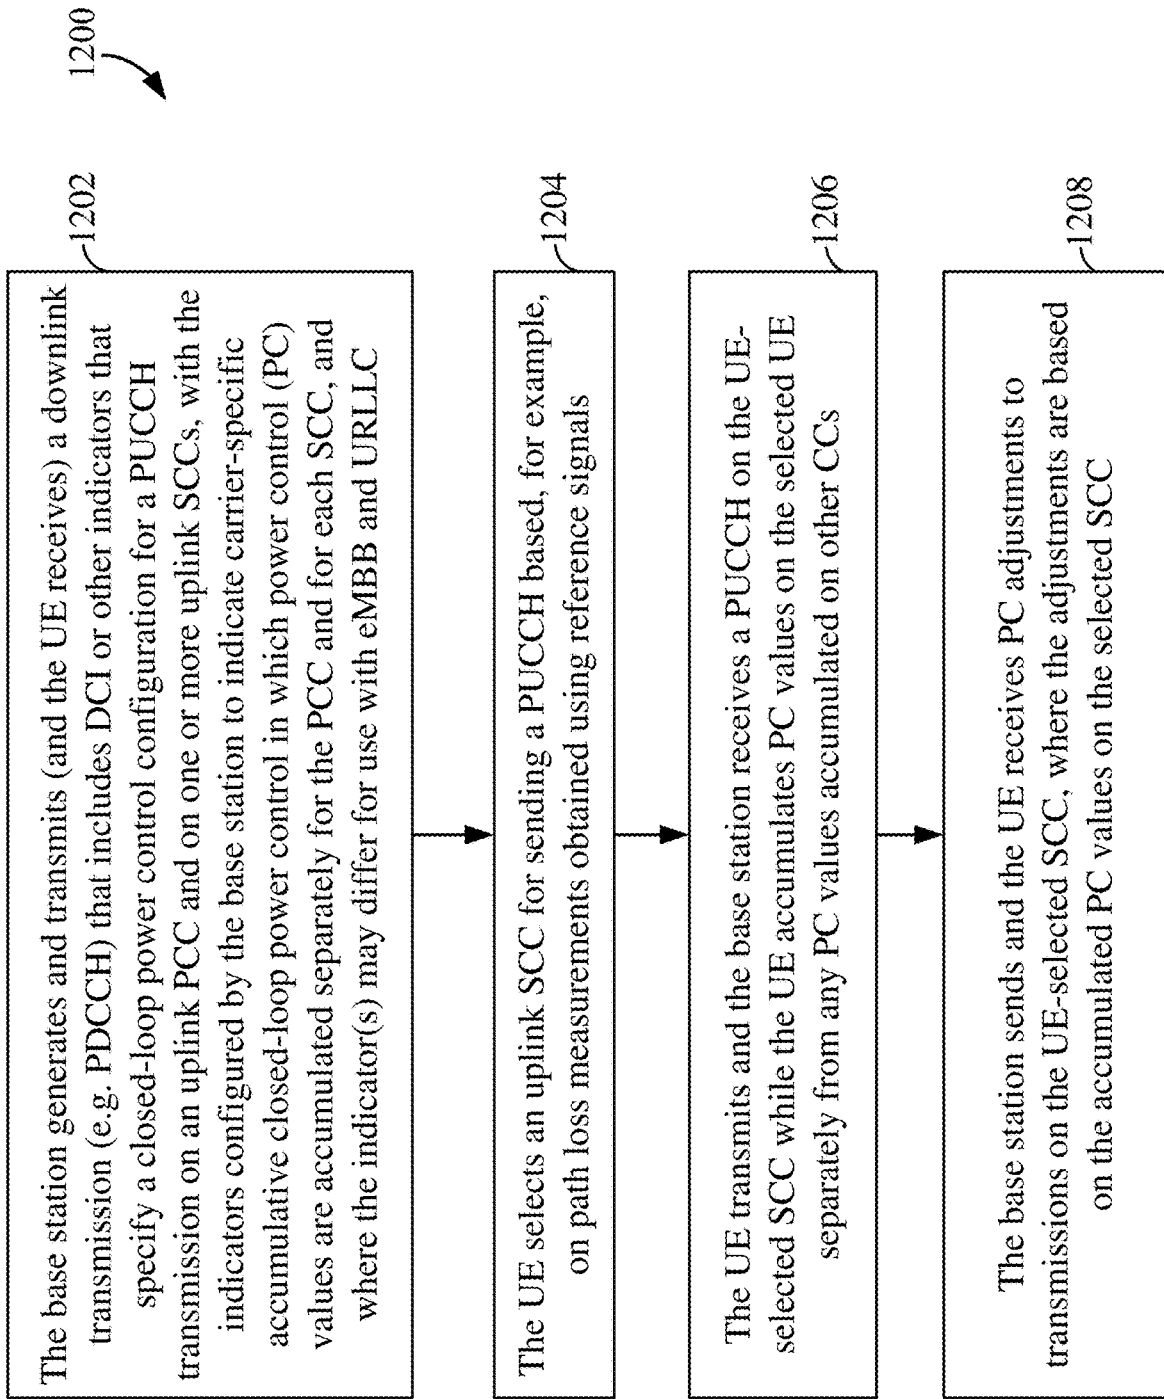 1200
1202
The base station generates and transmits (and the UE receives) a downlink
transmission (e.g. PDCCH) that includes DCI or other indicators that
specify a closed-loop power control configuration for a PUCCH
transmission on an uplink PCC and on one or more uplink SCCs, with the
indicators configured by the base station to indicate carrier-specific
accumulative closed-loop power control in which power control (PC)
values are accumulated separately for the PCC and for each SCC, and
where the indicator(s) may differ for use with eMBB and URLLC
1204
The UE selects an uplink SCC for sending a PUCCH based, for example,
on path loss measurements obtained using reference signals
1206
The UE transmits and the base station receives a PUCCH on the UE-
selected SCC while the UE accumulates PC values on the selected UE
separately from any PC values accumulated on other CCs
1208
The base station sends and the UE receives PC adjustments to
transmissions on the UE-selected SCC, where the adjustments are based
on the accumulated PC values on the selected SCC